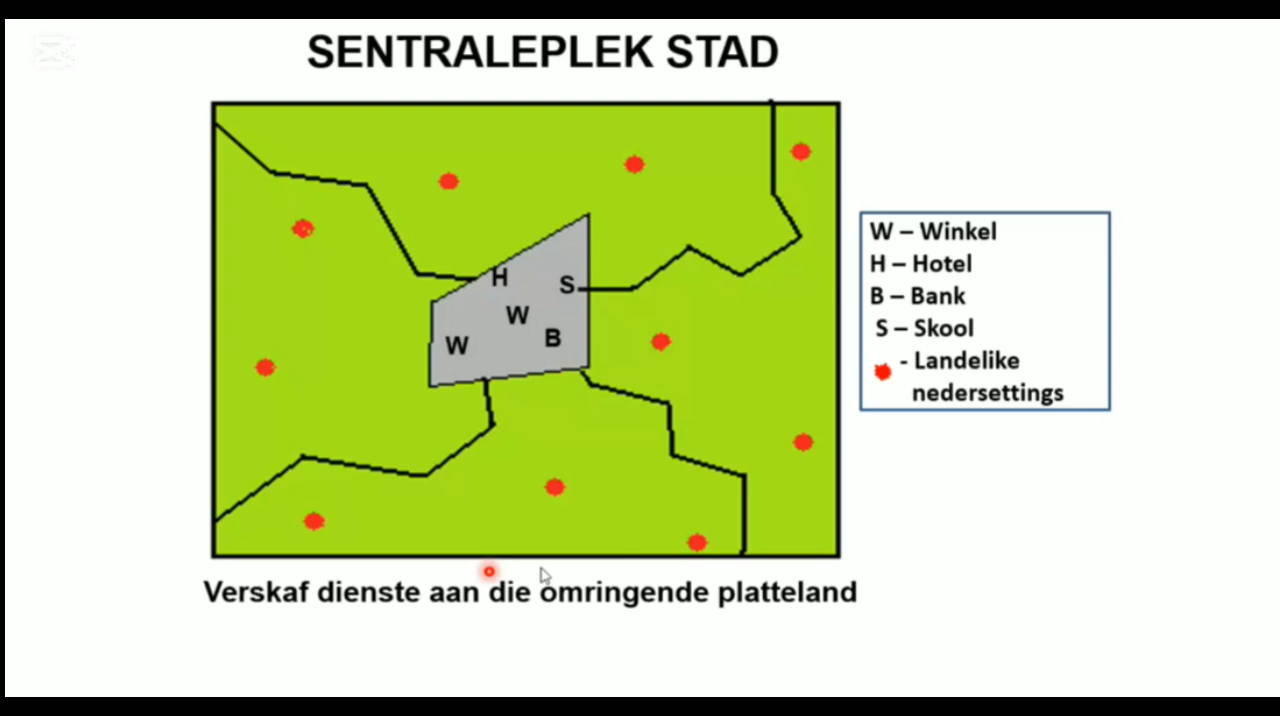 SENTRALEPLEK STAD
H
S
W
W
B
W – Winkel
H – Hotel
B – Bank
S – Skool
- Landelike
nedersettings
Verskaf dienste aan die omringende platteland